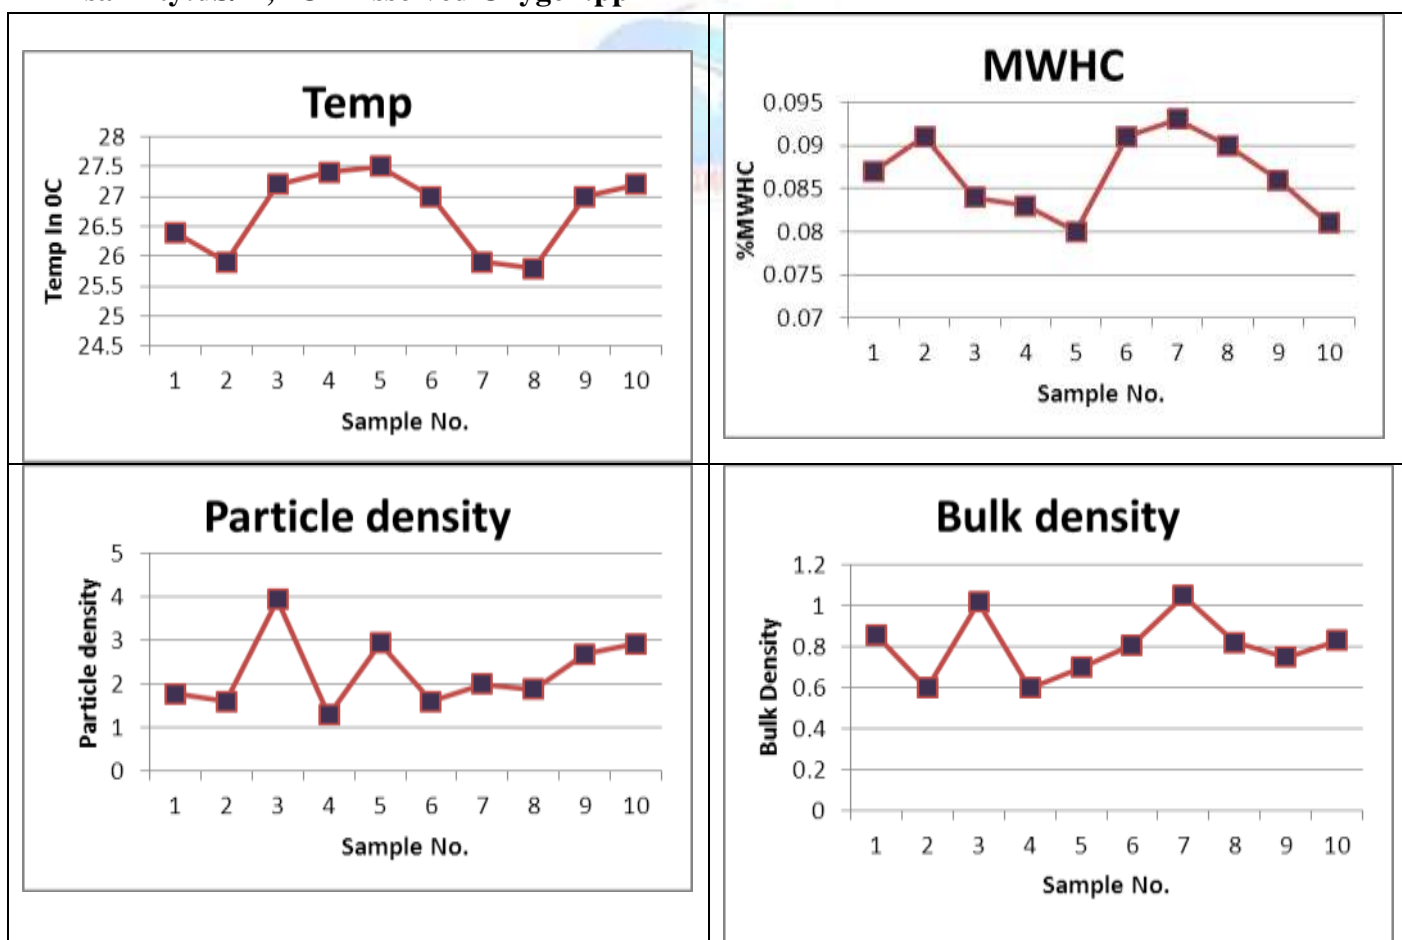 Temp
28
27.5
27
26.5
26
25.5
25
24.5
Temp In 0C
1 2 3 4 5 6 7 8 9 10
Sample No.
MWHC
0.095
0.09
0.085
0.08
0.075
0.07
%MWHC
1 2 3 4 5 6 7 8 9 10
Sample No.
Particle density
5
4
3
2
1
0
Particle density
1 2 3 4 5 6 7 8 9 10
Sample No.
Bulk density
1.2
1
0.8
0.6
0.4
0.2
0
Bulk Density
1 2 3 4 5 6 7 8 9 10
Sample No.